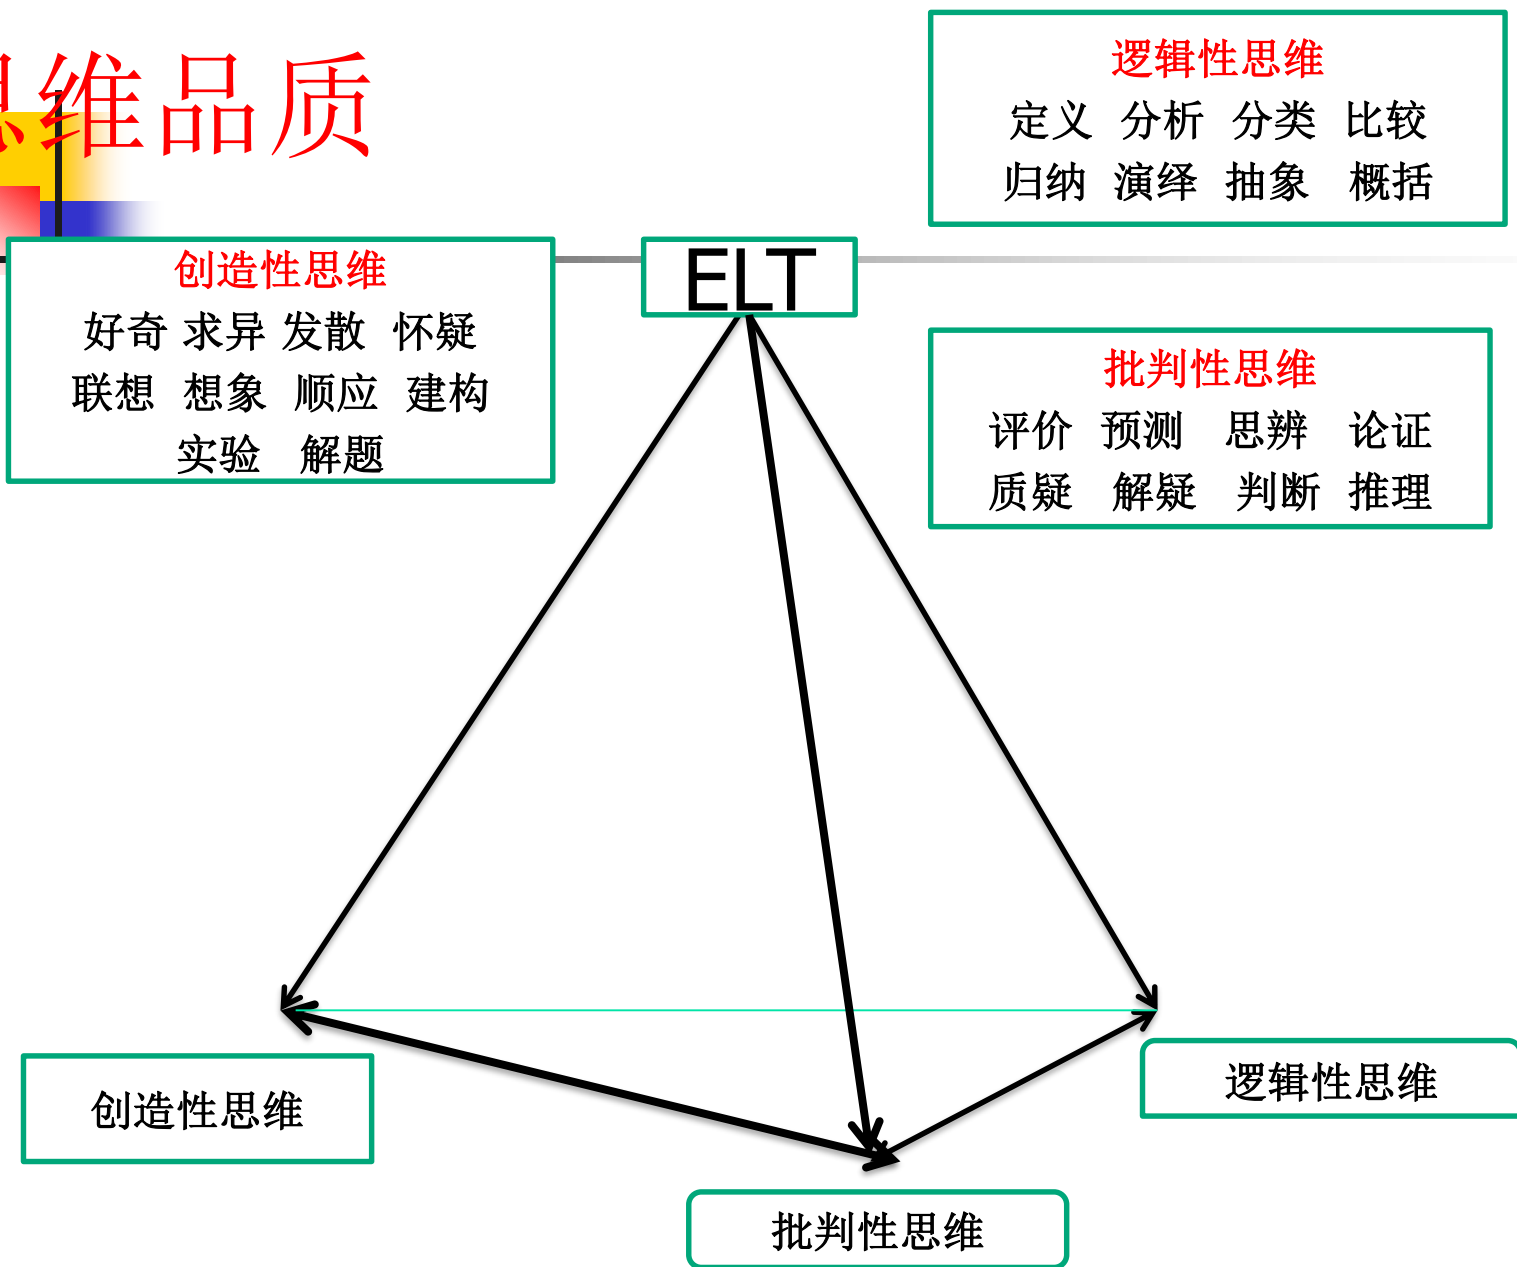 思维品质
逻辑性思维
定义 分析 分类 比较
归纳 演绎 抽象 概括
创造性思维
好奇 求异 发散 怀疑
联想 想象 顺应 建构
实验 解题
ELT
批判性思维
评价 预测 思辨 论证
质疑 解疑 判断 推理
创造性思维
逻辑性思维
批判性思维